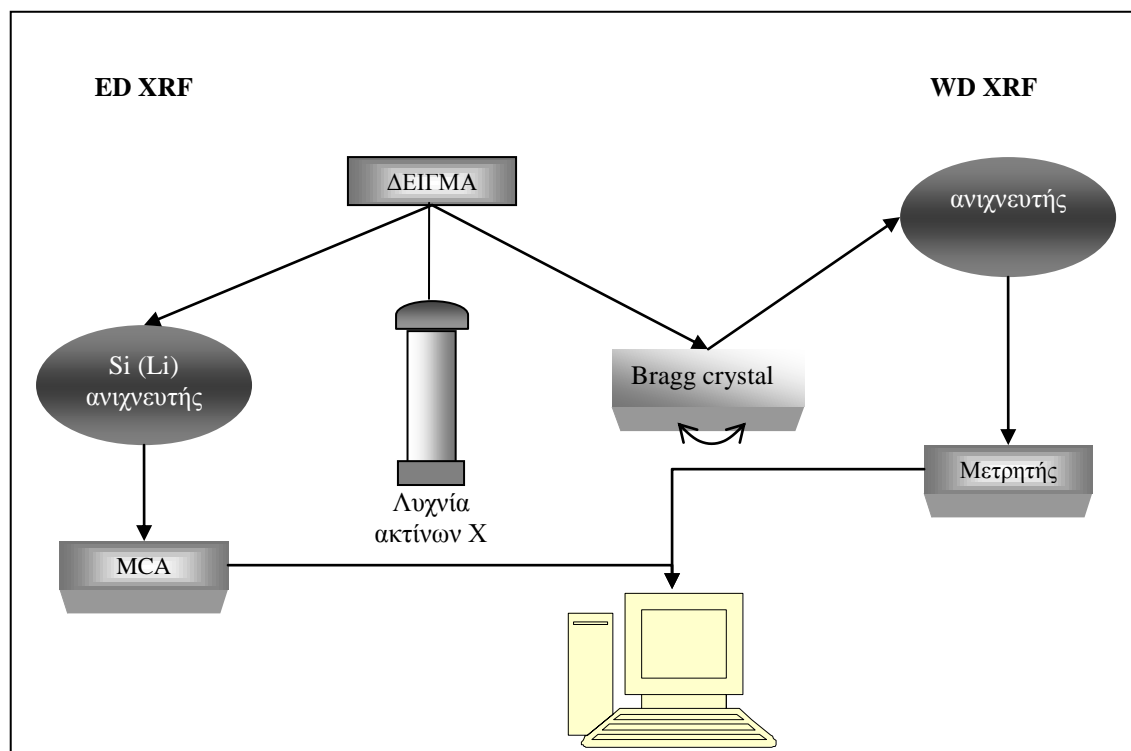 ED XRF
WD XRF
ΔΕΙΓΜΑ
ανιχνευτής
Si (Li)
ανιχνευτής
Bragg crystal
Μετρητής
Λυχνία
ακτίνων Χ
MCA